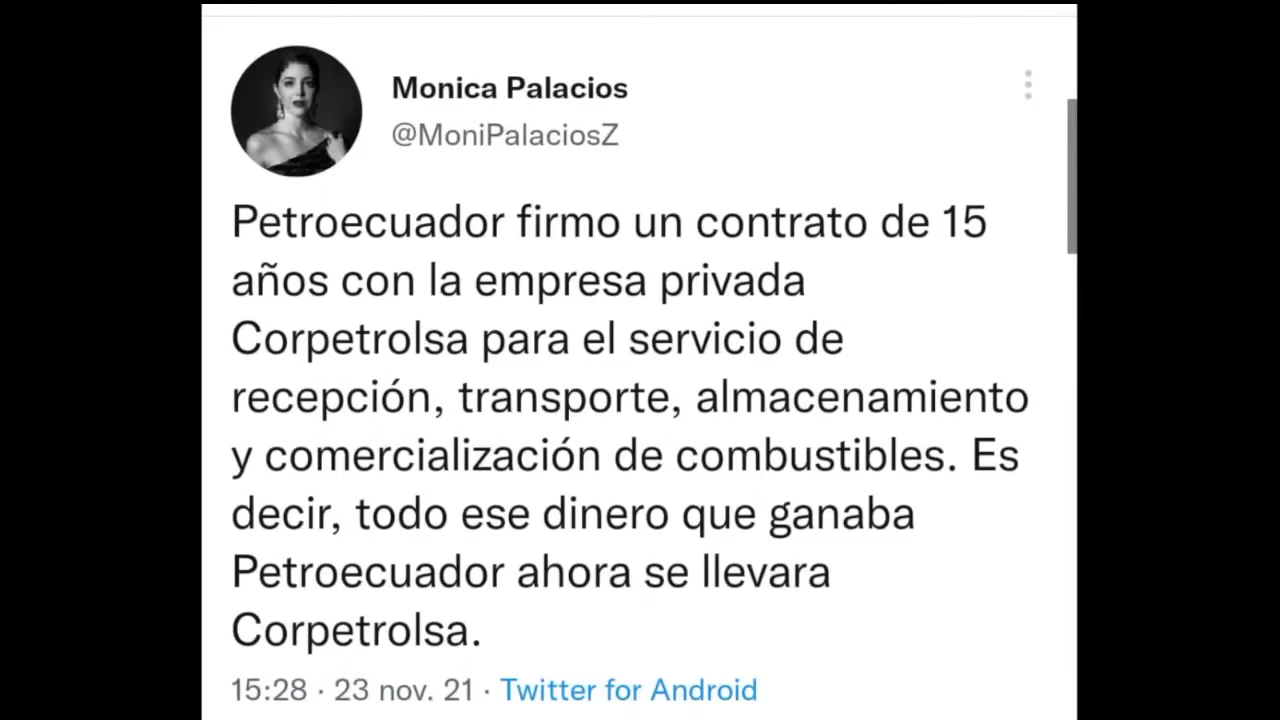 Monica Palacios
@MoniPalaciosZ
Petroecuador firmo un contrato de 15
años con la empresa privada
Corpetrolsa para el servicio de
recepción, transporte, almacenamiento
y comercialización de combustibles. Es
decir, todo ese dinero que ganaba
Petroecuador ahora se llevara
Corpetrolsa.
15:28 · 23 nov. 21 · Twitter for Android